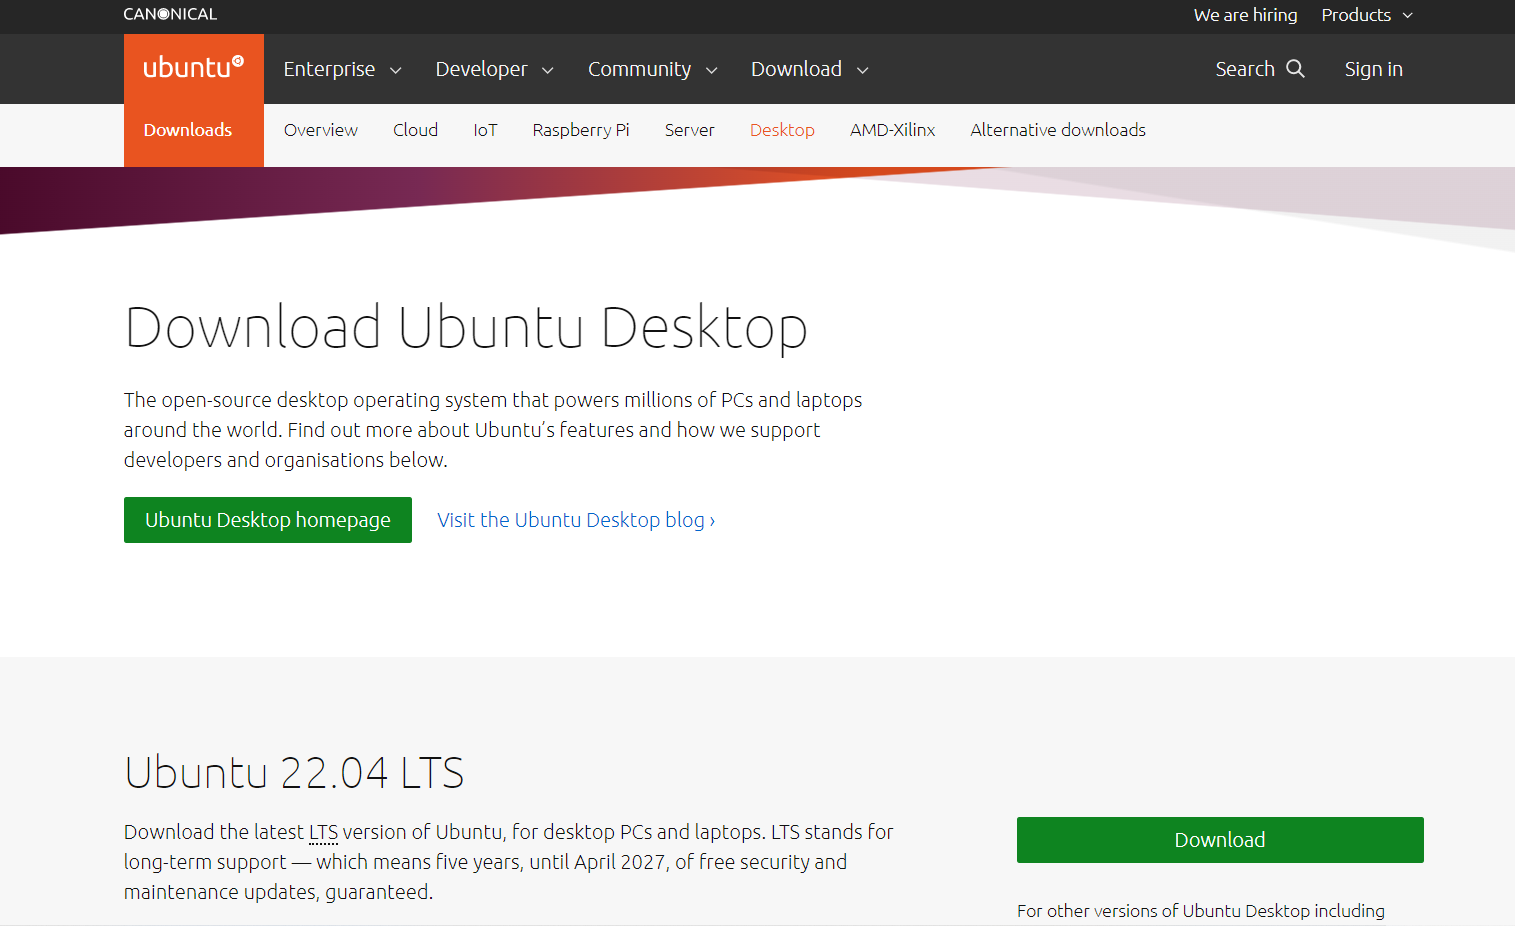 CANONICAL
We are hiring Products
ubuntu Enterprise Developer Community Download Search Sign in
Downloads Overview Cloud IoT Raspberry Pi Server Desktop AMD-Xilinx Alternative downloads
Download Ubuntu Desktop
The open-source desktop operating system that powers millions of PCs and laptops
around the world. Find out more about Ubuntu’s features and how we support
developers and organisations below.
Ubuntu Desktop homepage Visit the Ubuntu Desktop blog ›
Ubuntu 22.04 LTS
Download the latest LTS version of Ubuntu, for desktop PCs and laptops. LTS stands for
long-term support — which means five years, until April 2027, of free security and
maintenance updates, guaranteed.
Download
For other versions of Ubuntu Desktop including